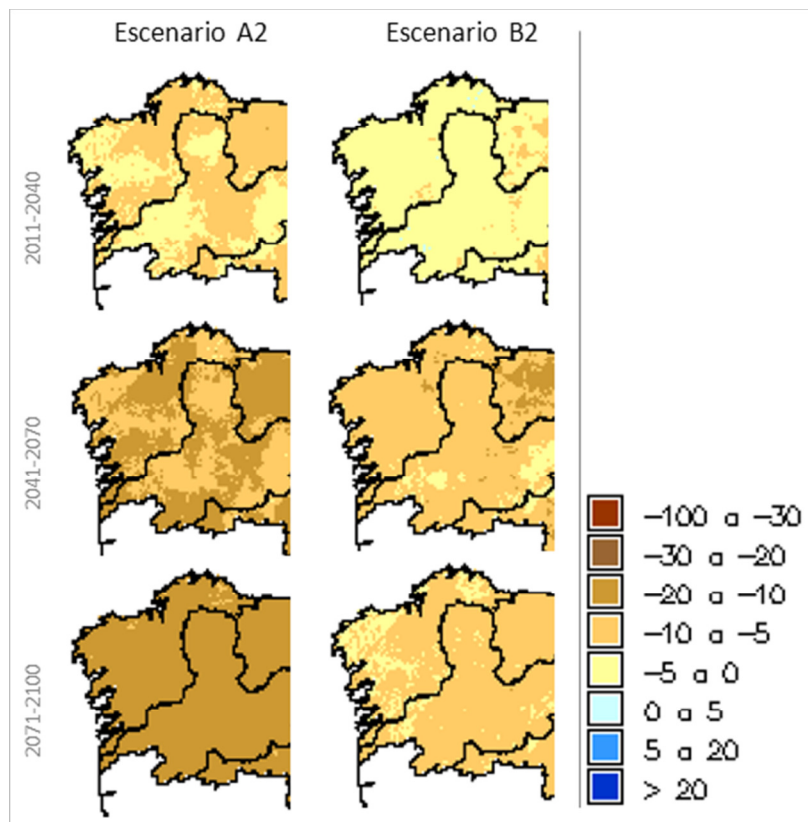 Escenario A2
Escenario B2
2011-2040
2041-2070
2071-2100
-100 a -30
-30 a -20
-20 a -10
-10 a -5
-5 a 0
0 a 5
5 a 20
> 20